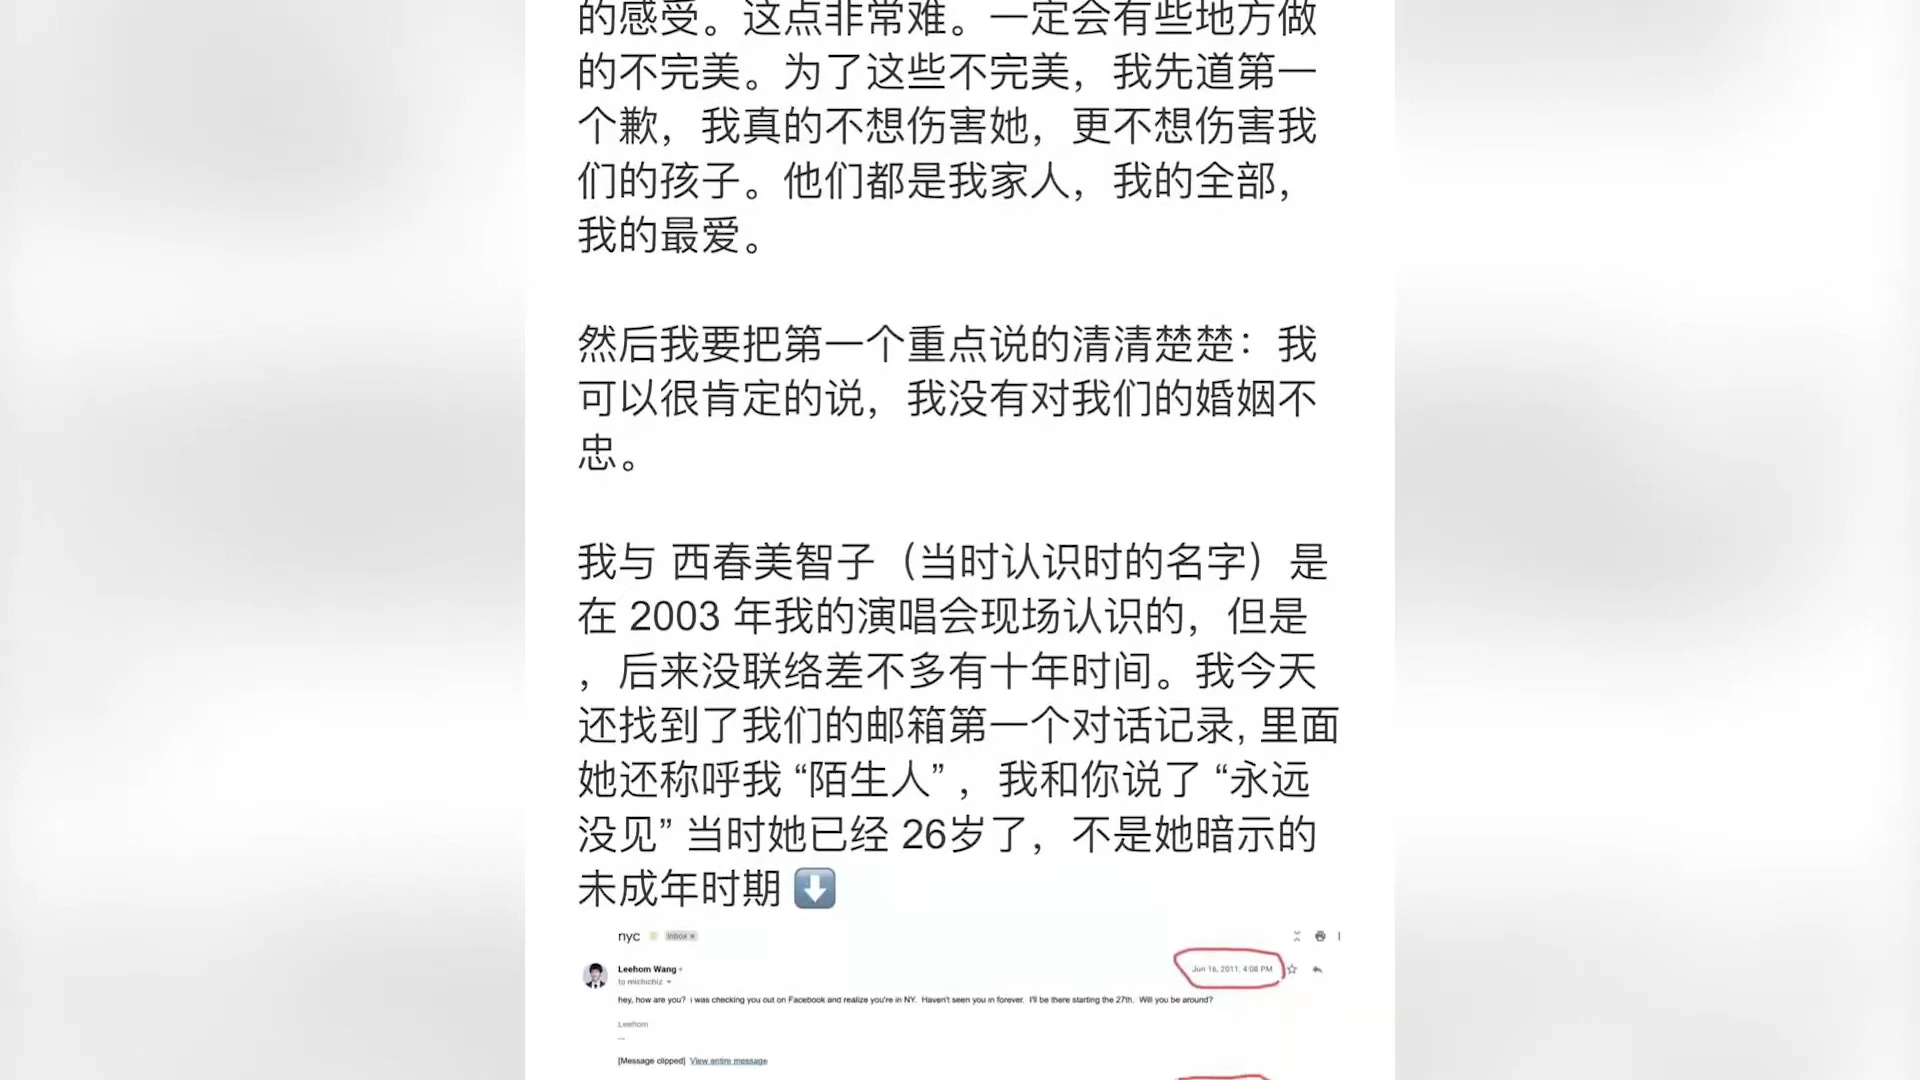 的感受。这点非常难。一定会有些地方做
的不完美。为了这些不完美，我先道第一
个歉，我真的不想伤害她，更不想伤害我
们的孩子。他们都是我家人，我的全部，
我的最爱。
然后我要把第一个重点说的清清楚楚：我
可以很肯定的说，我没有对我们的婚姻不
忠。
我与 西春美智子（当时认识时的名字）是
在 2003 年我的演唱会现场认识的，但是
，后来没联络差不多有十年时间。我今天
还找到了我们的邮箱第一个对话记录, 里面
她还称呼我 “陌生人” ，我和你说了 “永远
没见” 当时她已经 26岁了，不是她暗示的
未成年时期
nyc Inbox x
Leehom Wang Jun 16, 2011, 4:08 PM
to michichiz
hey, how are you? i was checking you out on Facebook and realize you're in NY. Haven't seen you in forever. I'll be there starting the 27th. Will you be around?
Leehom
...
[Message clipped] View entire message